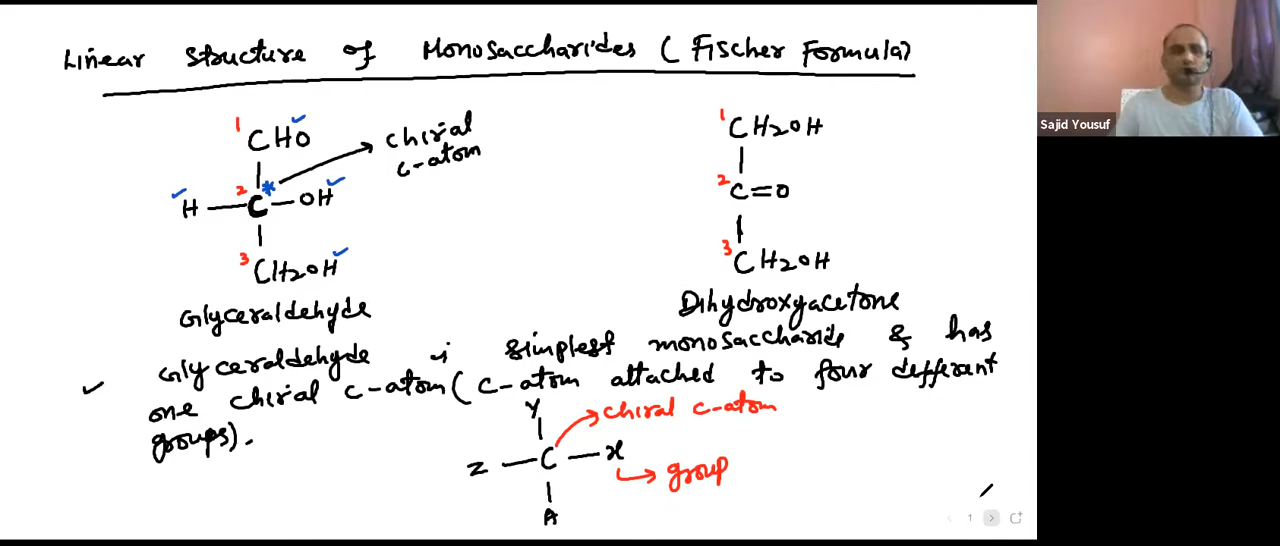 Linear Structure of Monosaccharides (Fischer Formula)
1
CHO
chiral
c-atom
H — 2 C * — OH
3
CH2OH
Glyceraldehyde
1
CH2OH
2
C=O
3
CH2OH
Dihydroxyacetone
Glyceraldehyde is simplest monosaccharide & has
one chiral c-atom (c-atom attached to four different
groups).
Y
chiral c-atom
Z — C — X
group
A
Sajid Yousuf
1